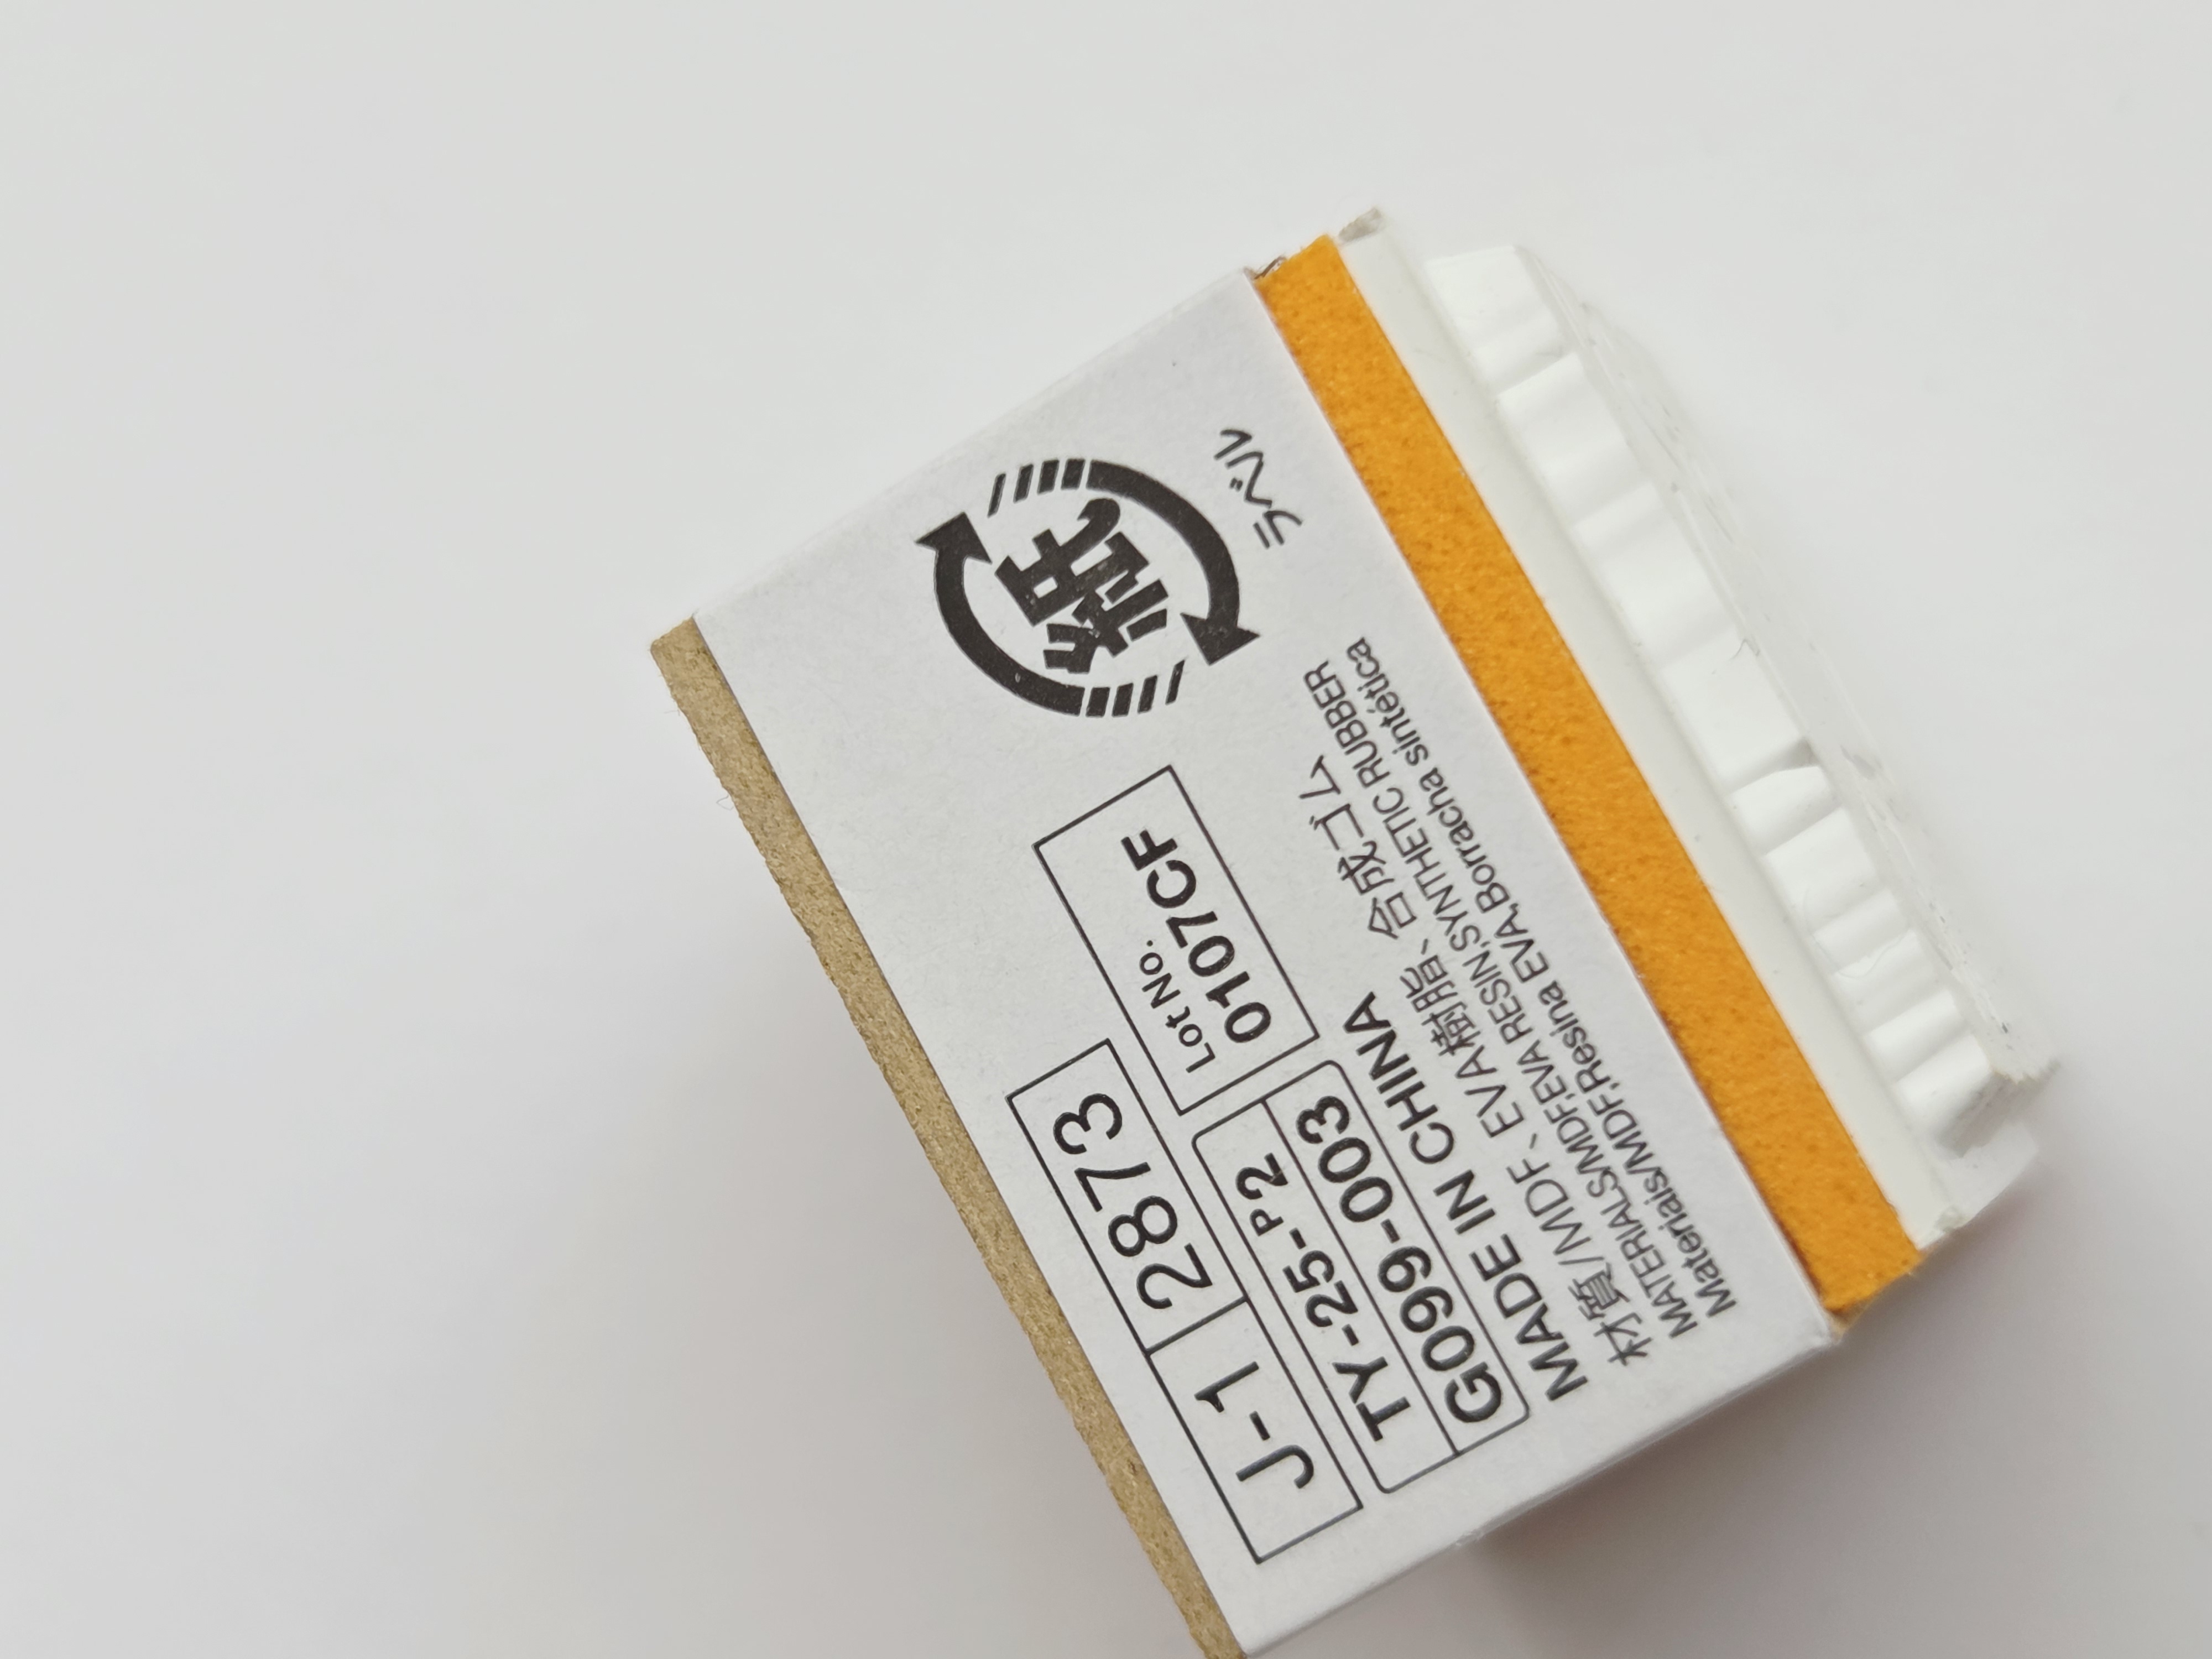 J-1 2873
TY-25-P2
G099-003
Lot No.
0107CF
紙
ラベル
MADE IN CHINA
材質/MDF、EVA樹脂、合成ゴム
MATERIALS/MDF,EVA RESIN,SYNTHETIC RUBBER
Materiais/MDF,Resina EVA,Borracha sintética